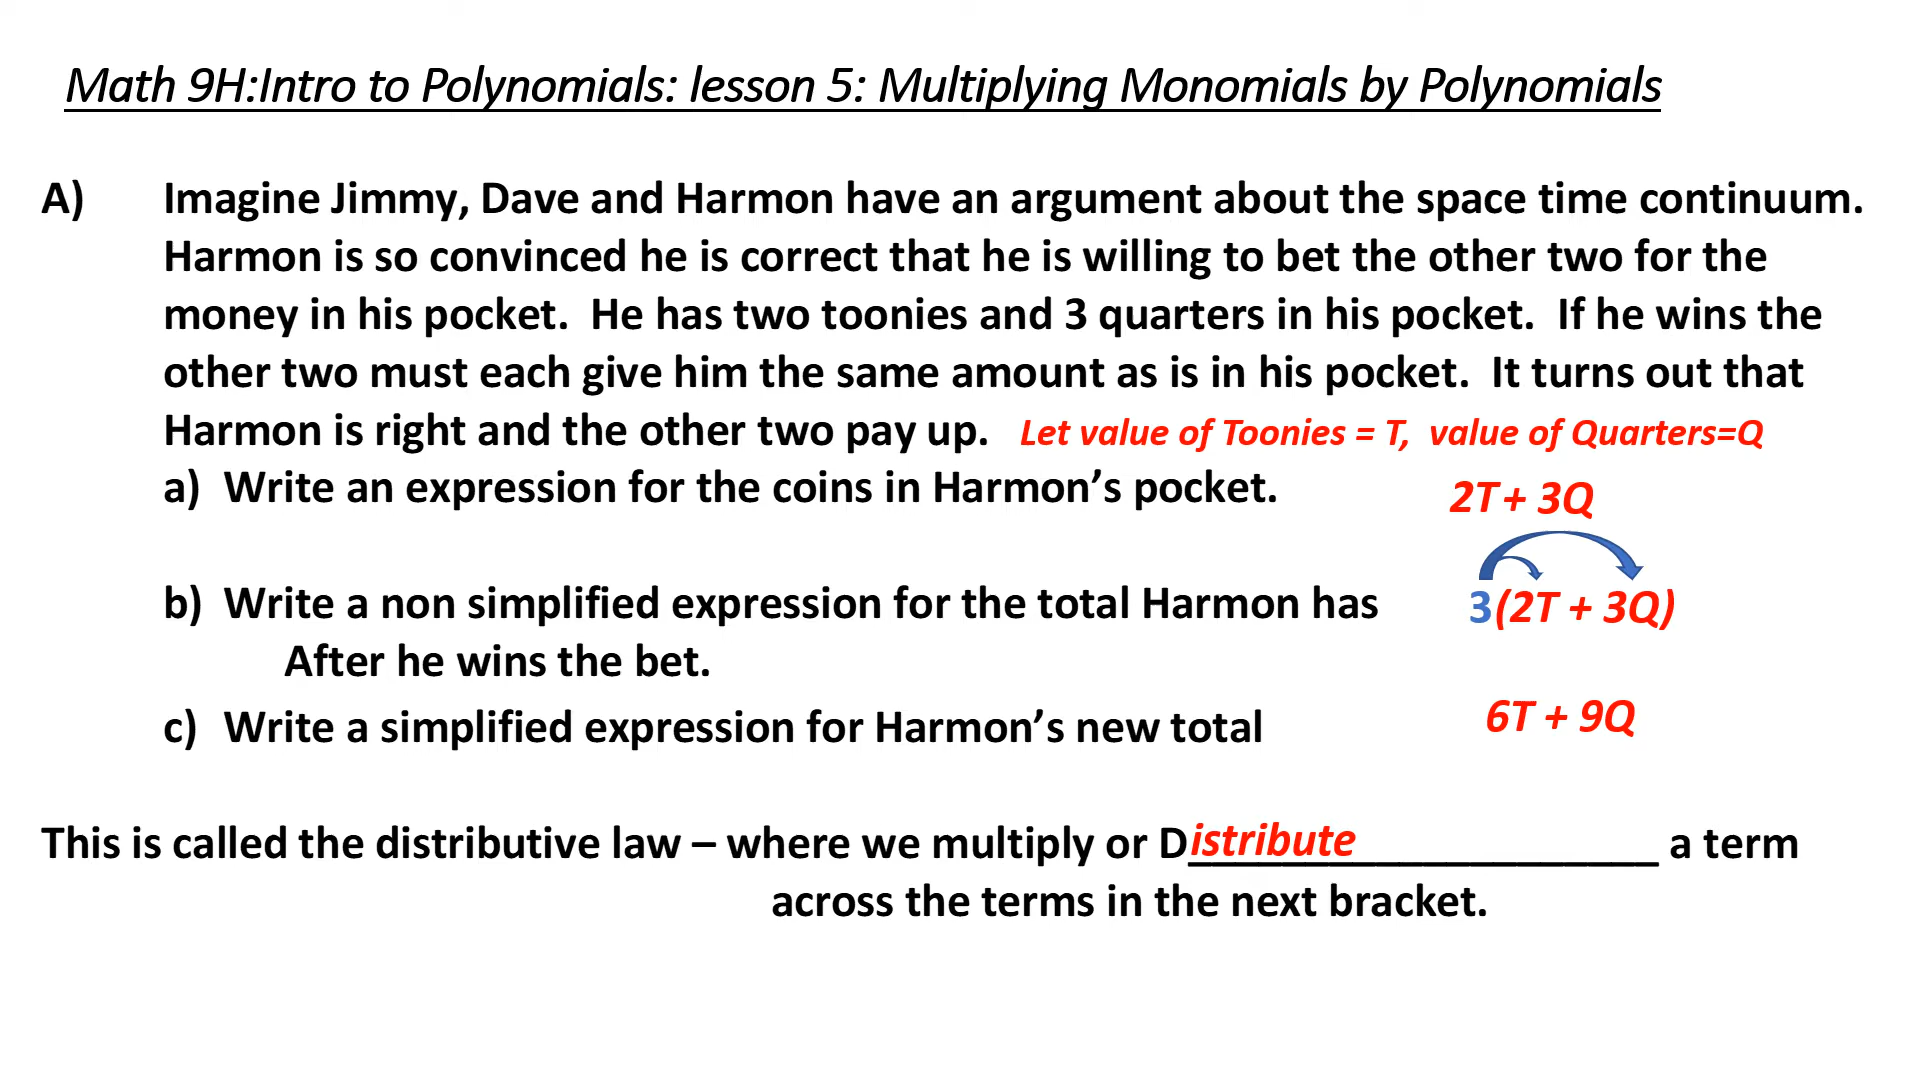 Math 9H:Intro to Polynomials: lesson 5: Multiplying Monomials by Polynomials
A) Imagine Jimmy, Dave and Harmon have an argument about the space time continuum.
Harmon is so convinced he is correct that he is willing to bet the other two for the
money in his pocket. He has two toonies and 3 quarters in his pocket. If he wins the
other two must each give him the same amount as is in his pocket. It turns out that
Harmon is right and the other two pay up. Let value of Toonies = T, value of Quarters=Q
a) Write an expression for the coins in Harmon’s pocket. 2T+ 3Q
b) Write a non simplified expression for the total Harmon has 3(2T + 3Q)
After he wins the bet.
c) Write a simplified expression for Harmon’s new total 6T + 9Q
This is called the distributive law – where we multiply or Distribute____________________ a term
across the terms in the next bracket.